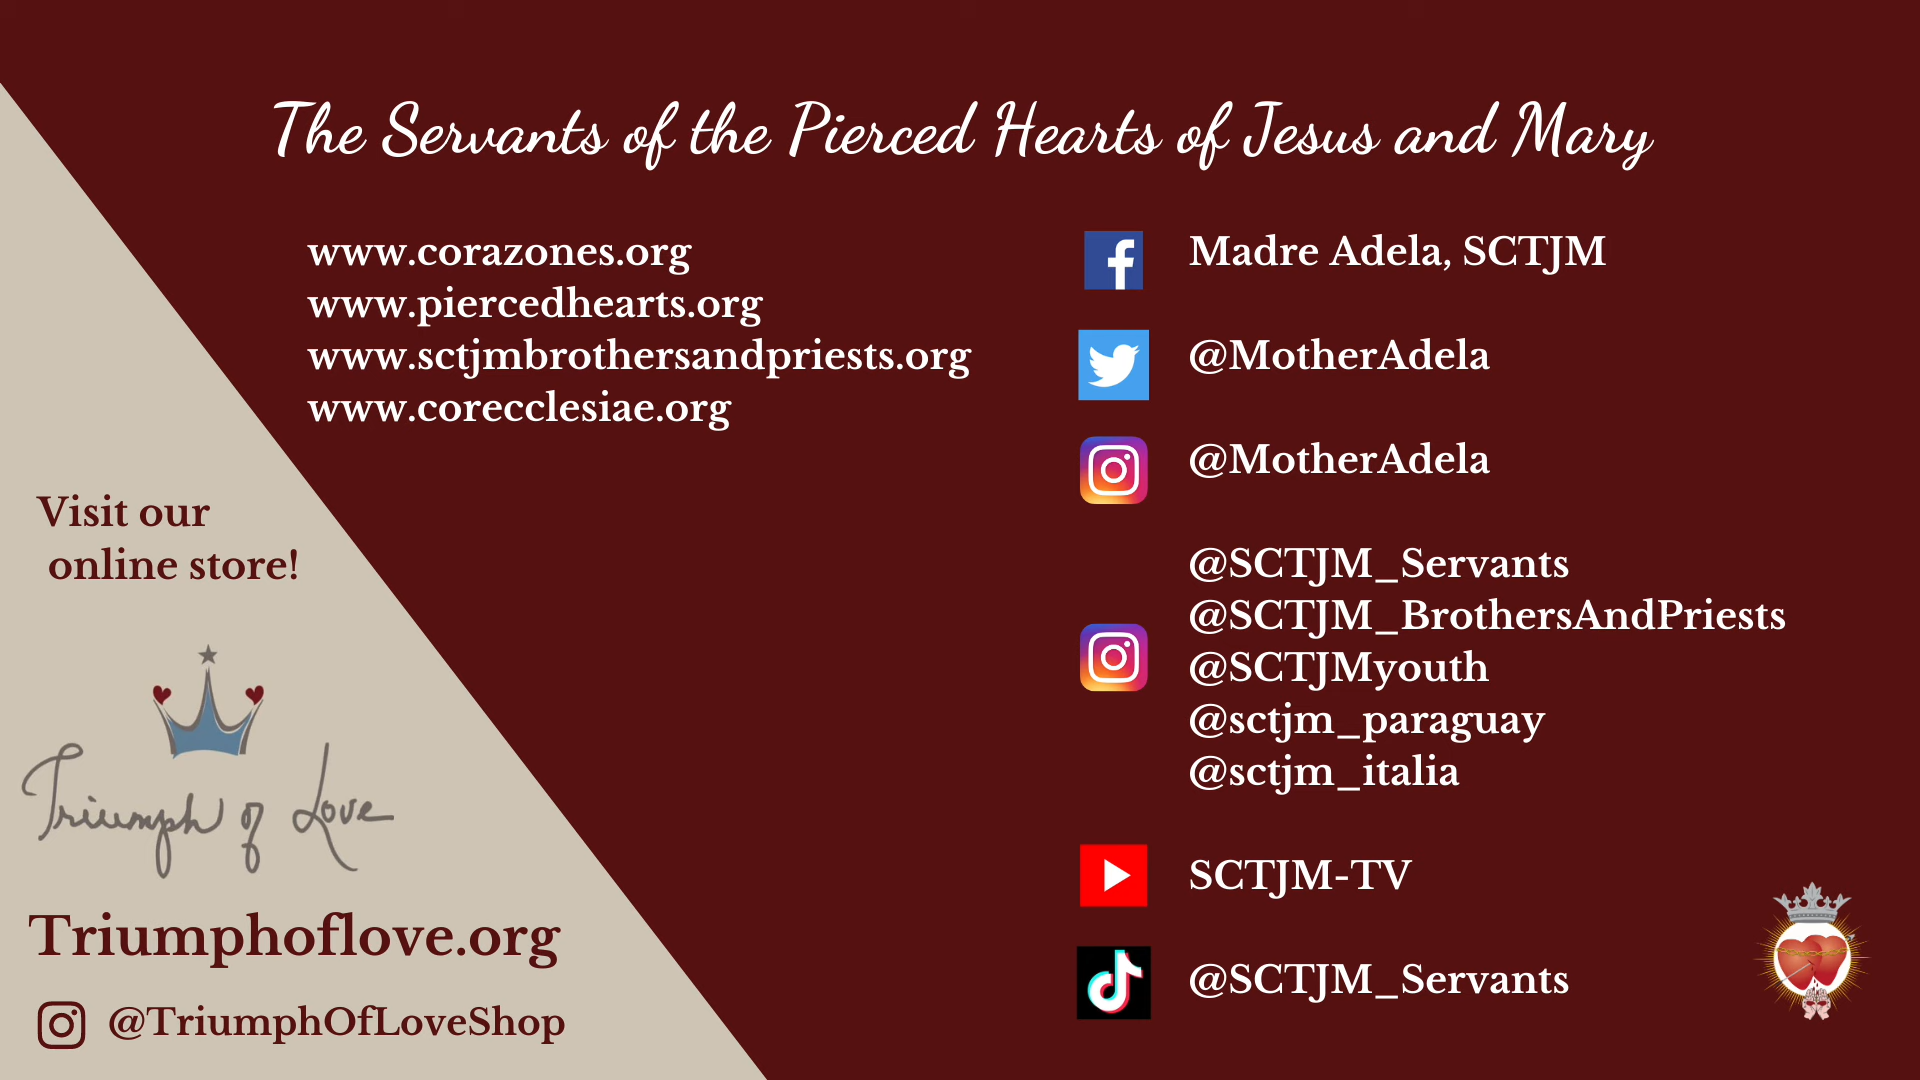 The Servants of the Pierced Hearts of Jesus and Mary
www.corazones.org
www.piercedhearts.org
www.sctjmbrothersandpriests.org
www.corecclesiae.org
Madre Adela, SCTJM
@MotherAdela
@MotherAdela
@SCTJM_Servants
@SCTJM_BrothersAndPriests
@SCTJMyouth
@sctjm_paraguay
@sctjm_italia
SCTJM-TV
@SCTJM_Servants
Visit our
online store!
Triumph of Love
Triumphoflove.org
@TriumphOfLoveShop